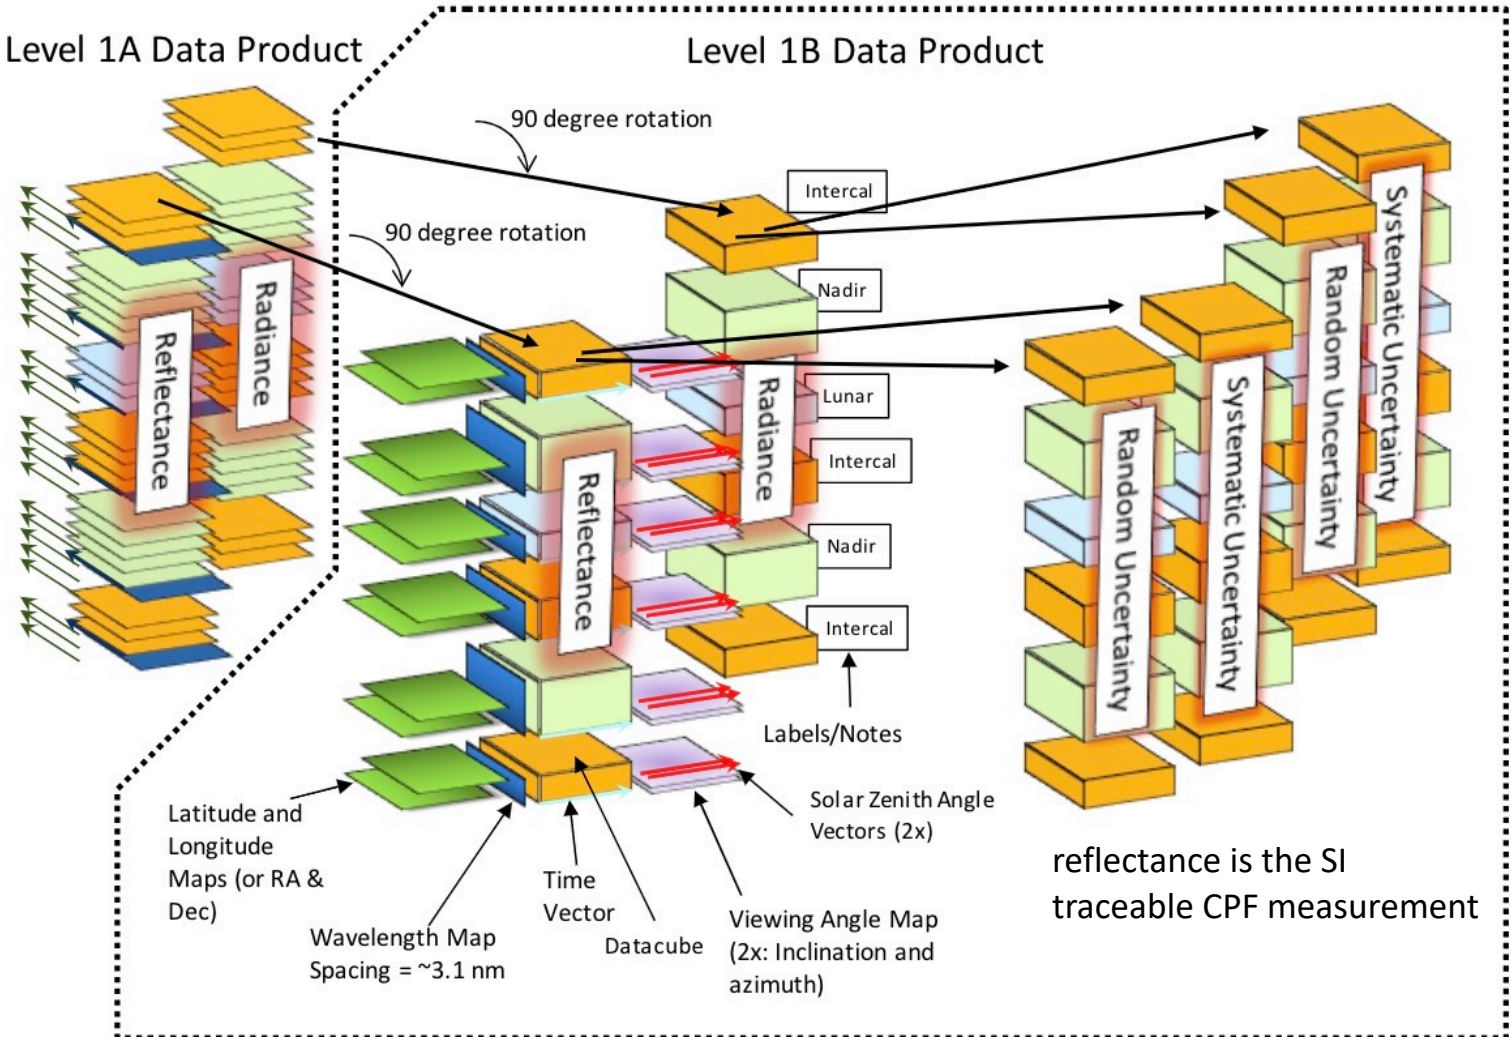 Level 1A Data Product
Level 1B Data Product
90 degree rotation
90 degree rotation
Reflectance
Radiance
Intercal
Nadir
Lunar
Intercal
Nadir
Intercal
Reflectance
Radiance
Random Uncertainty
Systematic Uncertainty
Random Uncertainty
Systematic Uncertainty
Labels/Notes
Latitude and
Longitude
Maps (or RA &
Dec)
Wavelength Map
Spacing = ~3.1 nm
Time
Vector
Datacube
Viewing Angle Map
(2x: Inclination and
azimuth)
Solar Zenith Angle
Vectors (2x)
reflectance is the SI
traceable CPF measurement